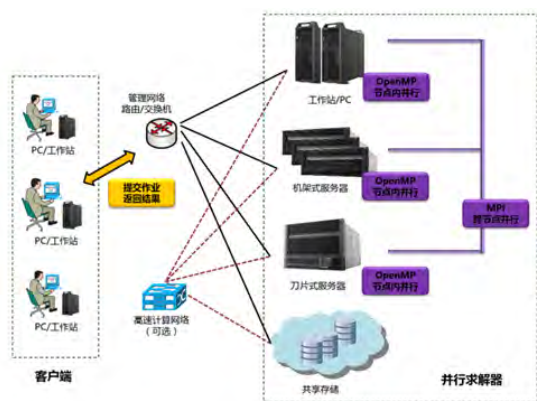 PC/工作站
PC/工作站
PC/工作站
客户端
管理网络
路由/交换机
提交作业
返回结果
高速计算网络
（可选）
工作站/PC
OpenMP
节点内并行
机架式服务器
OpenMP
节点内并行
刀片式服务器
OpenMP
节点内并行
MPI
跨节点并行
共享存储
并行求解器